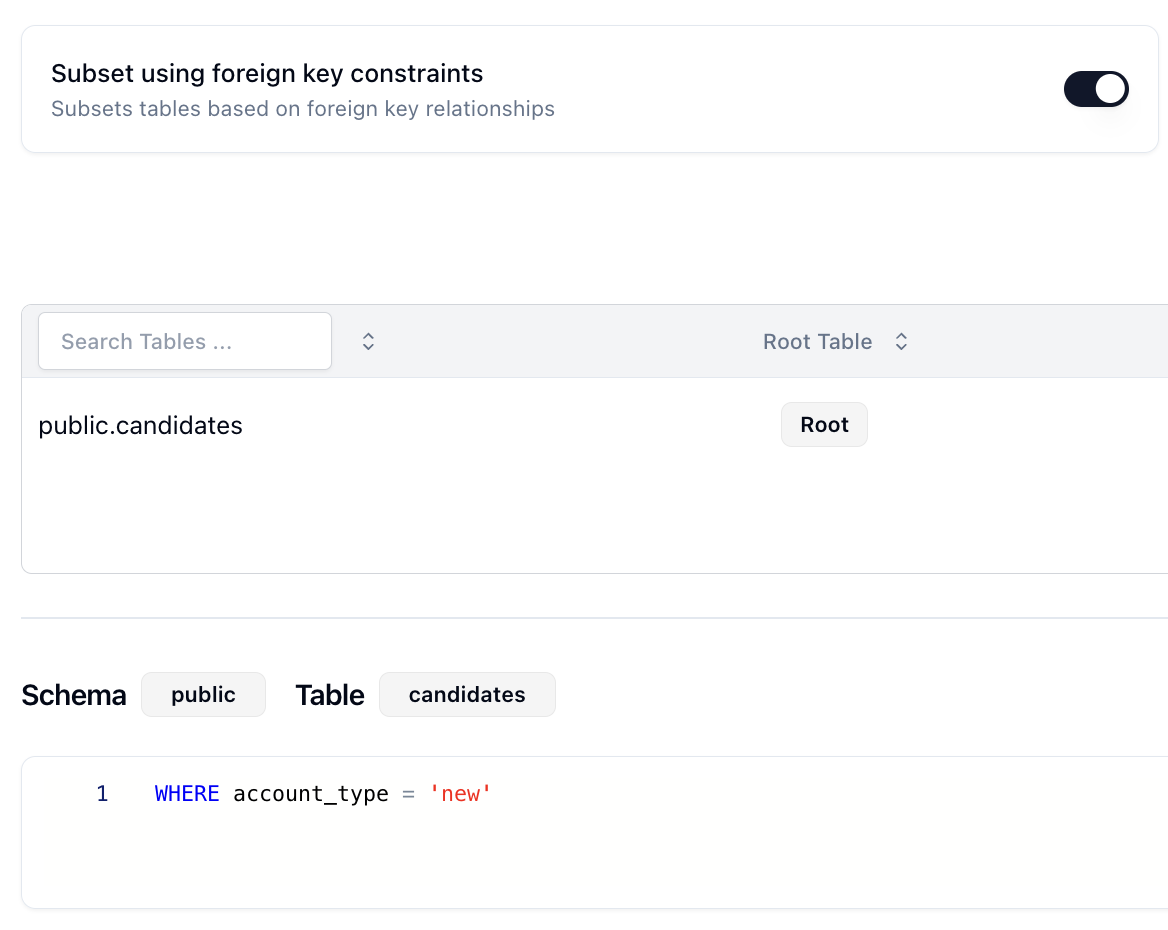 Subset using foreign key constraints
Subsets tables based on foreign key relationships
Search Tables ... Root Table
public.candidates Root
Schema public Table candidates
1 WHERE account_type = 'new'